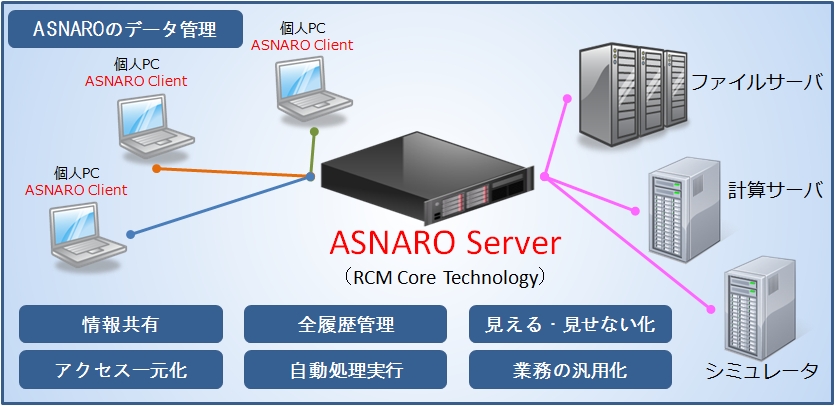 ASNAROのデータ管理
個人PC
ASNARO Client
個人PC
ASNARO Client
個人PC
ASNARO Client
ファイルサーバ
計算サーバ
シミュレータ
ASNARO Server
（RCM Core Technology）
情報共有
全履歴管理
見える・見せない化
アクセス一元化
自動処理実行
業務の汎用化